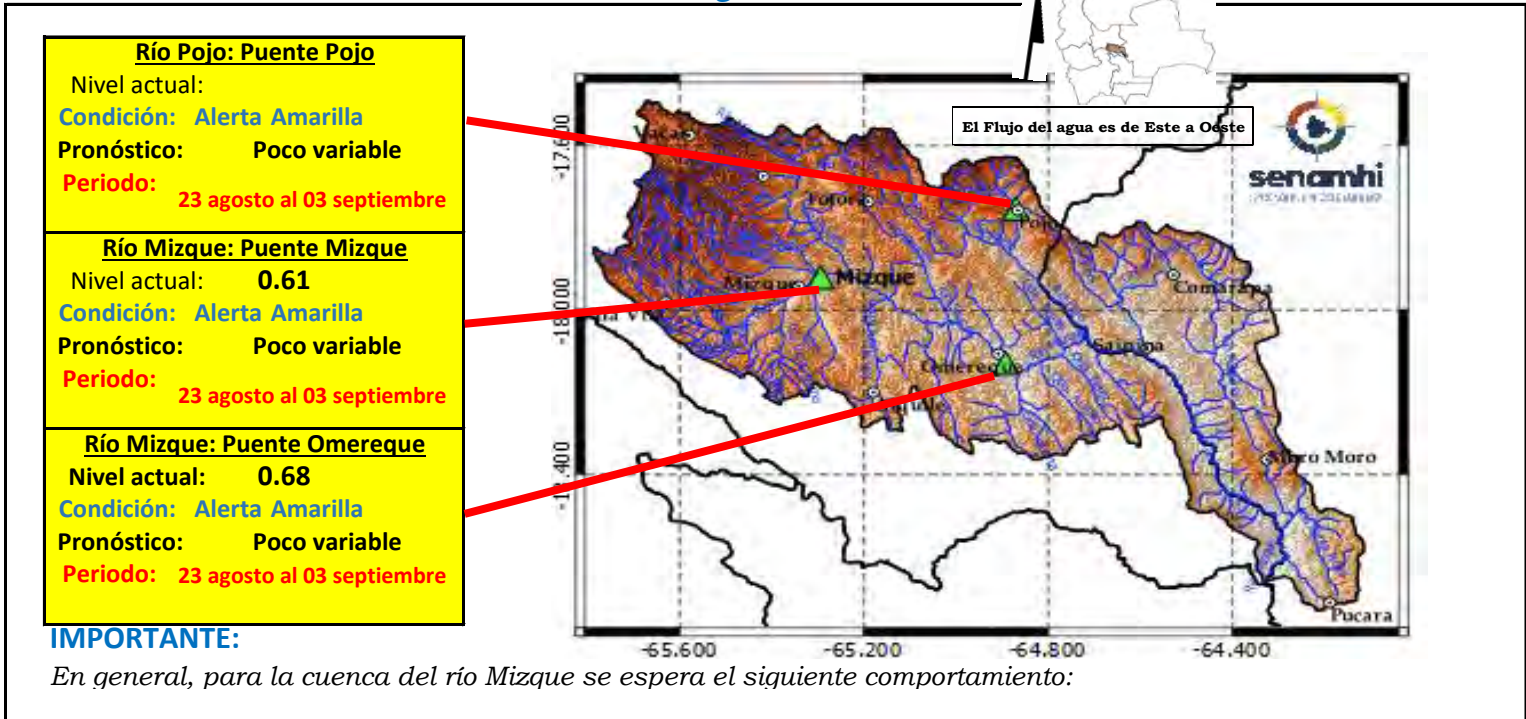 Río Pojo: Puente Pojo
Nivel actual:
Condición: Alerta Amarilla
Pronóstico: Poco variable
Periodo: 23 agosto al 03 septiembre
Río Mizque: Puente Mizque
Nivel actual: 0.61
Condición: Alerta Amarilla
Pronóstico: Poco variable
Periodo: 23 agosto al 03 septiembre
Río Mizque: Puente Omereque
Nivel actual: 0.68
Condición: Alerta Amarilla
Pronóstico: Poco variable
Periodo: 23 agosto al 03 septiembre
El Flujo del agua es de Este a Oeste
senamhi
Vacas
Totora
Pojo
Mizque Mizque
Comarapa
Saipina
Omereque
Moro Moro
Pucara
-18.000
-65.600 -65.200 -64.800 -64.400
IMPORTANTE:
En general, para la cuenca del río Mizque se espera el siguiente comportamiento: